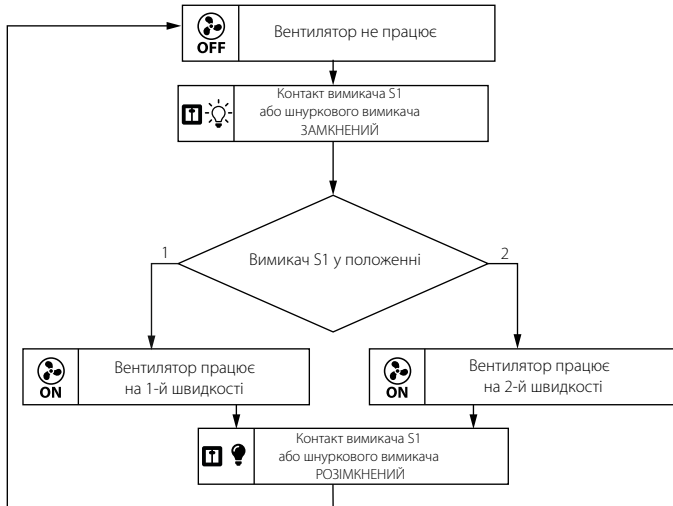 OFF
Вентилятор не працює
Контакт вимикача S1
або шнуркового вимикача
ЗАМКНЕНИЙ
1
Вимикач S1 у положенні
2
ON
Вентилятор працює
на 1-й швидкості
ON
Вентилятор працює
на 2-й швидкості
Контакт вимикача S1
або шнуркового вимикача
РОЗІМКНЕНИЙ